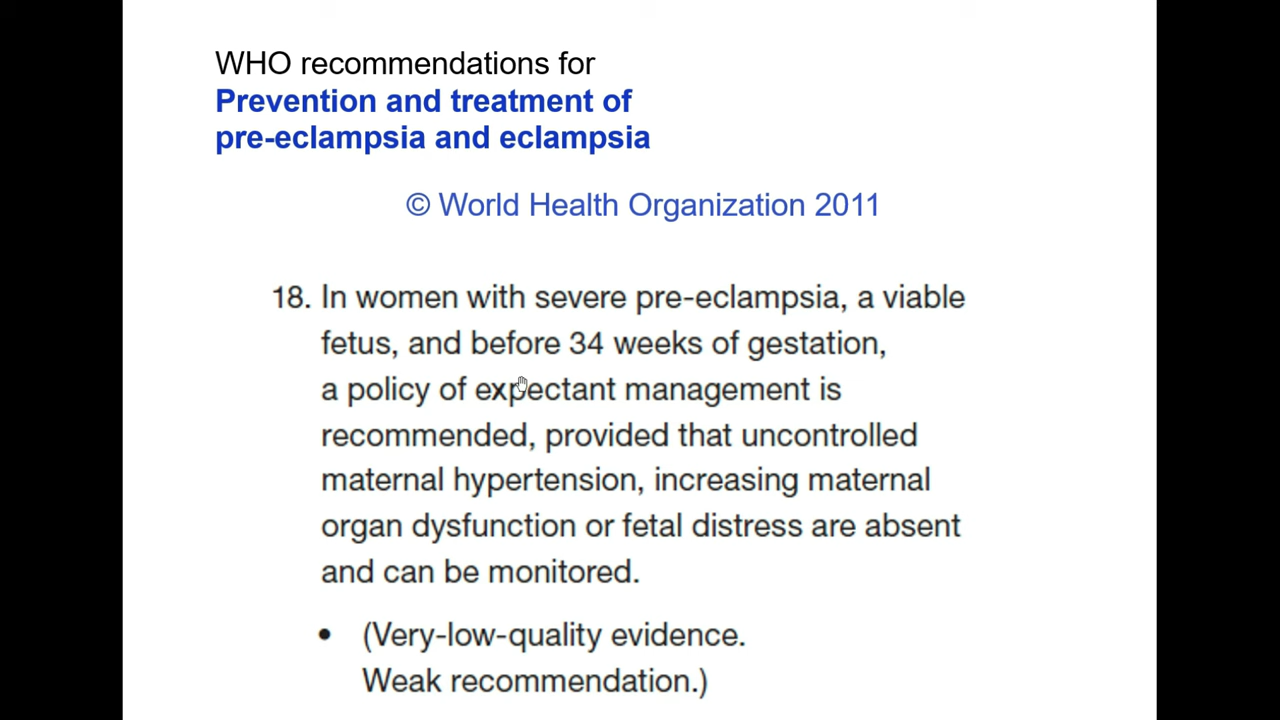 WHO recommendations for
Prevention and treatment of
pre-eclampsia and eclampsia
© World Health Organization 2011
18. In women with severe pre-eclampsia, a viable
fetus, and before 34 weeks of gestation,
a policy of expectant management is
recommended, provided that uncontrolled
maternal hypertension, increasing maternal
organ dysfunction or fetal distress are absent
and can be monitored.
• (Very-low-quality evidence.
Weak recommendation.)